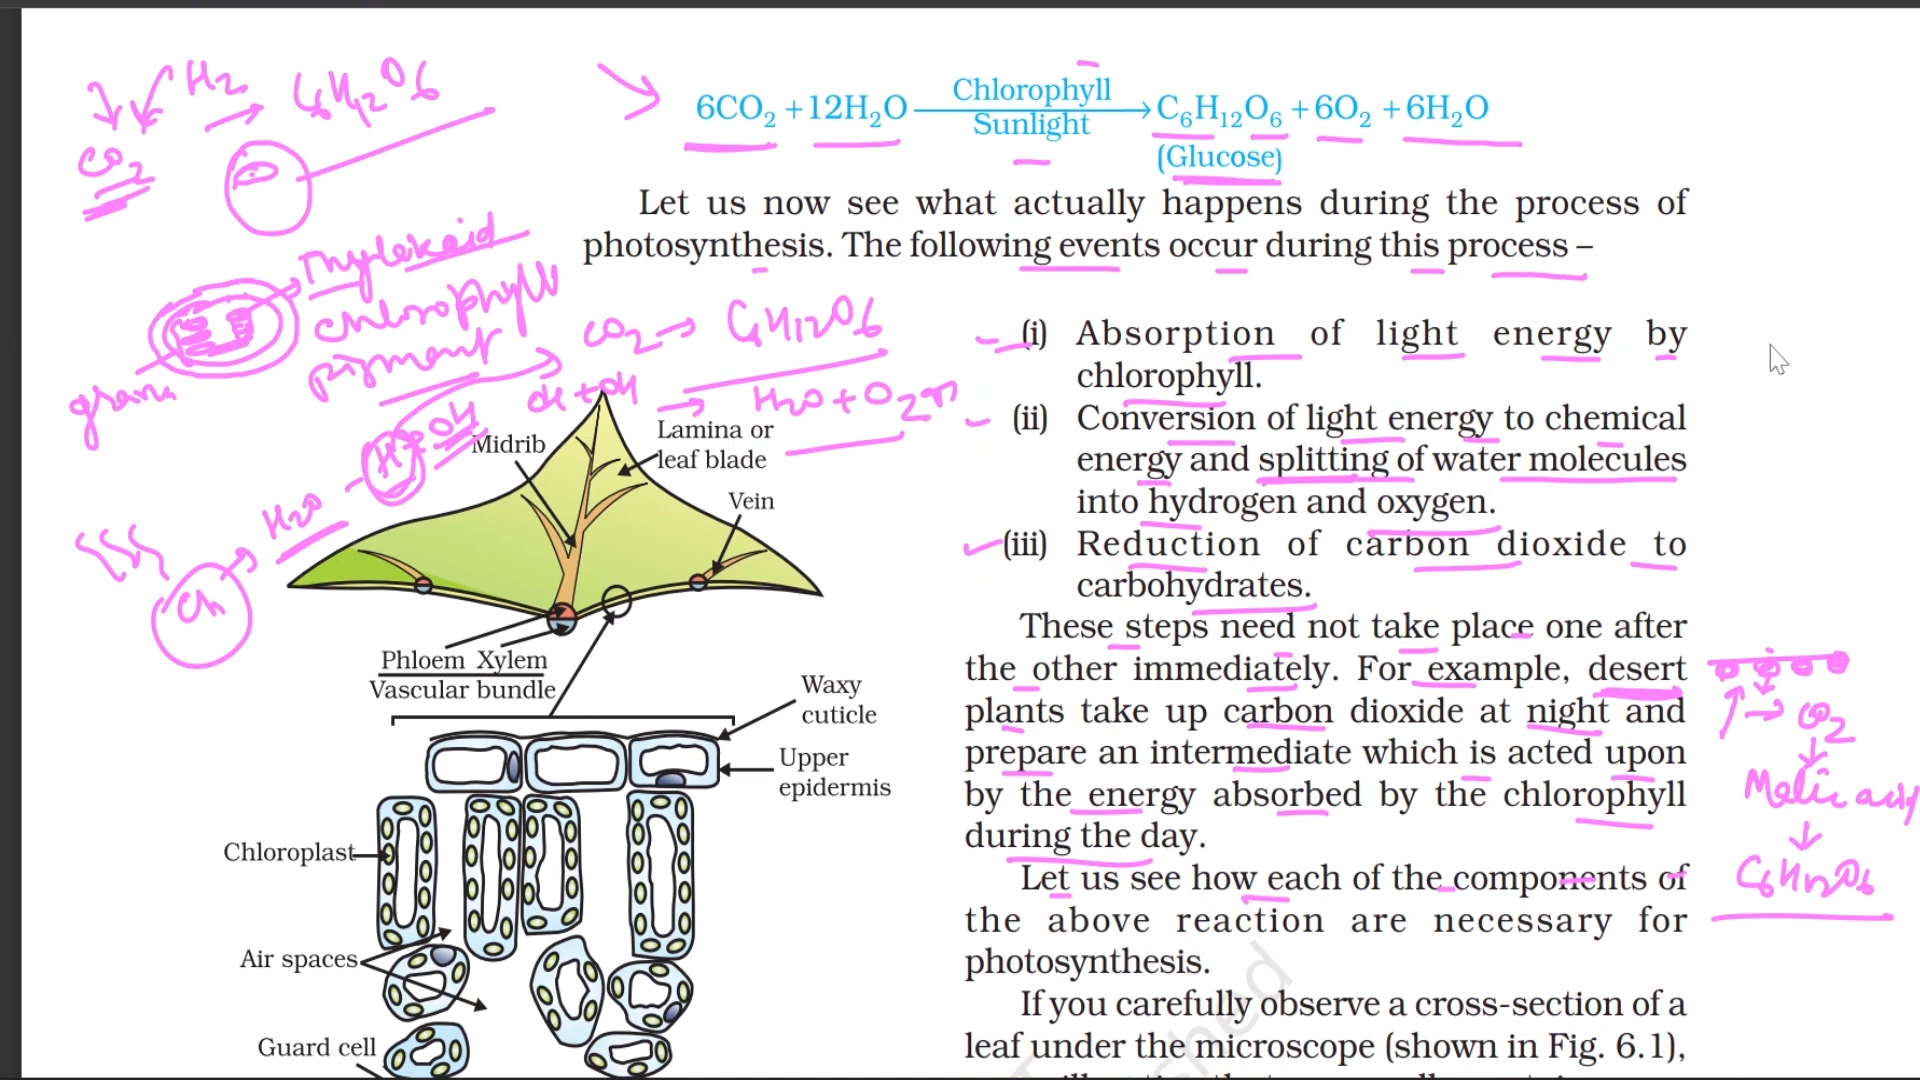 H2
C6H12O6
CO2
6CO₂ + 12H₂O Chlorophyll Sunlight → C₆H₁₂O₆ + 6O₂ + 6H₂O
(Glucose)
Let us now see what actually happens during the process of
photosynthesis. The following events occur during this process –
Thylekoid
chlorophyll
pigment
grana
CO2 → C6H12O6
OH + OH → H2O + O2
H2O
OH
Ch
(i) Absorption of light energy by
chlorophyll.
(ii) Conversion of light energy to chemical
energy and splitting of water molecules
into hydrogen and oxygen.
(iii) Reduction of carbon dioxide to
carbohydrates.
These steps need not take place one after
the other immediately. For example, desert
plants take up carbon dioxide at night and
prepare an intermediate which is acted upon
by the energy absorbed by the chlorophyll
during the day.
Let us see how each of the components of
the above reaction are necessary for
photosynthesis.
If you carefully observe a cross-section of a
leaf under the microscope (shown in Fig. 6.1),
CO2
Malic acid
C6H12O6
Midrib
Lamina or
leaf blade
Vein
Phloem Xylem
Vascular bundle
Waxy
cuticle
Upper
epidermis
Chloroplast
Air spaces
Guard cell